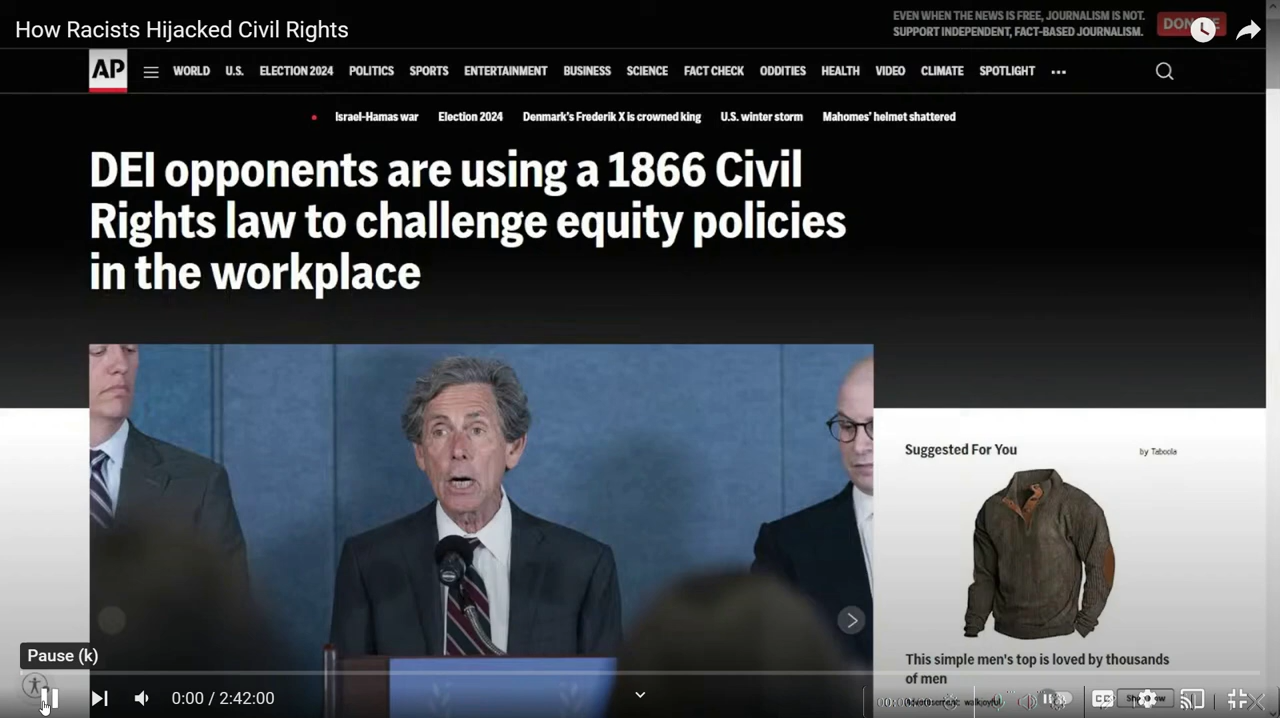 How Racists Hijacked Civil Rights
EVEN WHEN THE NEWS IS FREE, JOURNALISM IS NOT.
SUPPORT INDEPENDENT, FACT-BASED JOURNALISM.
AP
WORLD U.S. ELECTION 2024 POLITICS SPORTS ENTERTAINMENT BUSINESS SCIENCE FACT CHECK ODDITIES HEALTH VIDEO CLIMATE SPOTLIGHT
Israel-Hamas war Election 2024 Denmark's Frederik X is crowned king U.S. winter storm Mahomes' helmet shattered
DEI opponents are using a 1866 Civil
Rights law to challenge equity policies
in the workplace
Suggested For You
by Taboola
This simple men's top is loved by thousands
of men
Pause (k)
0:00 / 2:42:00
CC